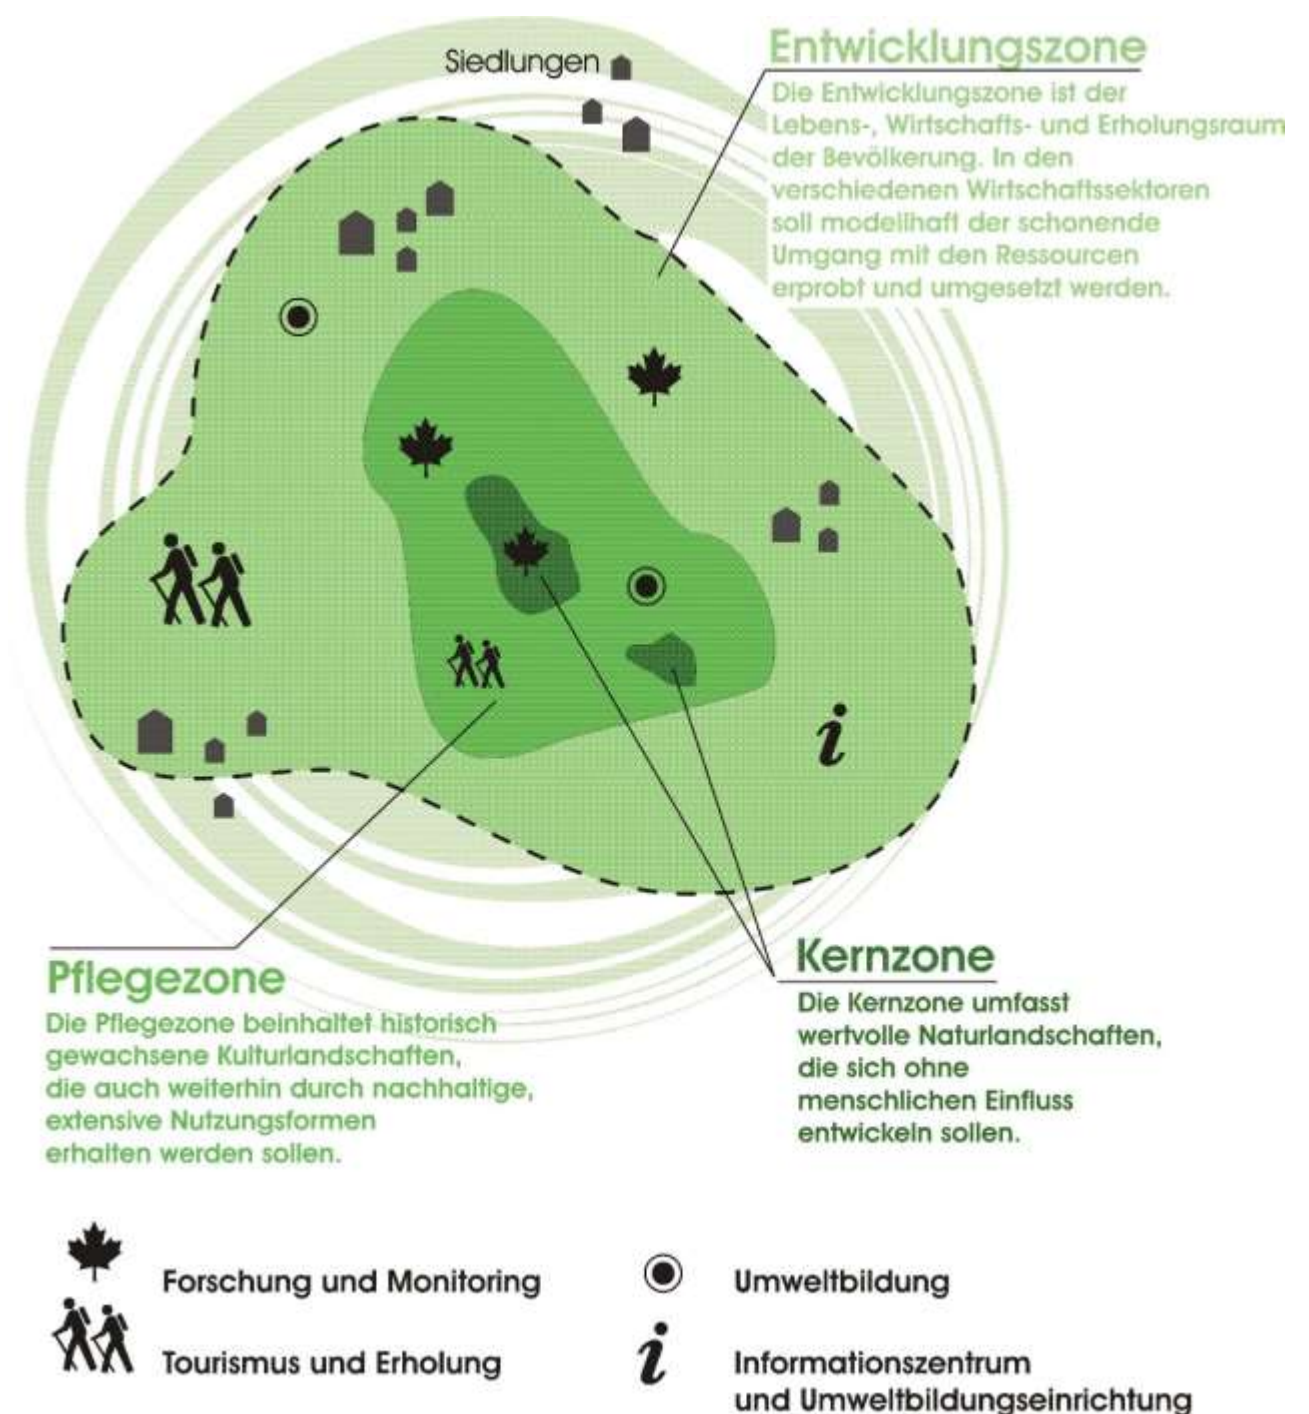 Siedlungen
Entwicklungszone
Die Entwicklungszone ist der
Lebens-, Wirtschafts- und Erholungsraum
der Bevölkerung. In den
verschiedenen Wirtschaftssektoren
soll modellhaft der schonende
Umgang mit den Ressourcen
erprobt und umgesetzt werden.
Pflegezone
Die Pflegezone beinhaltet historisch
gewachsene Kulturlandschaften,
die auch weiterhin durch nachhaltige,
extensive Nutzungsformen
erhalten werden sollen.
Kernzone
Die Kernzone umfasst
wertvolle Naturlandschaften,
die sich ohne
menschlichen Einfluss
entwickeln sollen.
Forschung und Monitoring
Tourismus und Erholung
Umweltbildung
Informationszentrum
und Umweltbildungseinrichtung